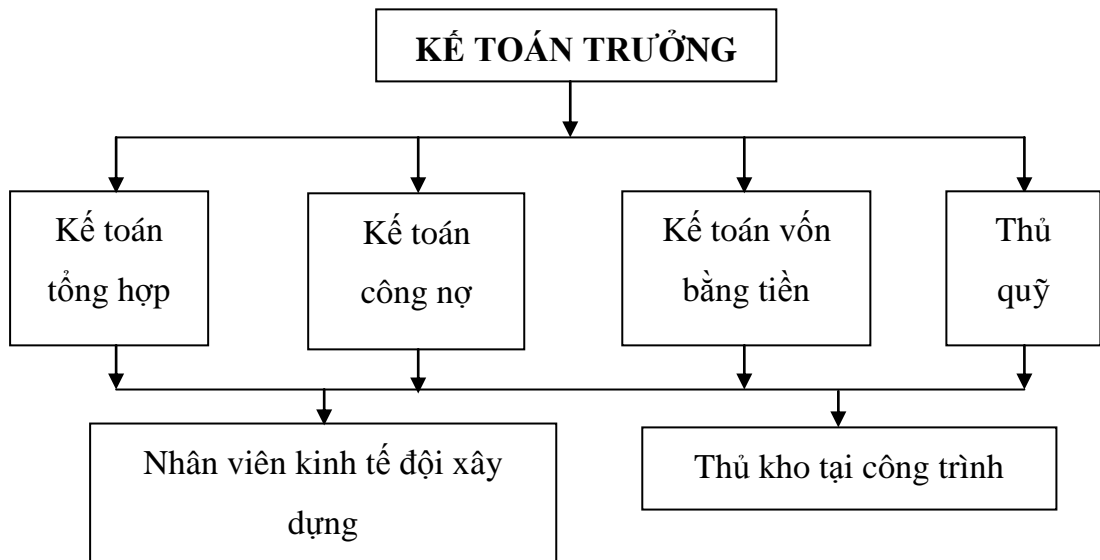 KẾ TOÁN TRƯỞNG
Kế toán
tổng hợp
Kế toán
công nợ
Kế toán vốn
bằng tiền
Thủ
quỹ
Nhân viên kinh tế đội xây
dựng
Thủ kho tại công trình